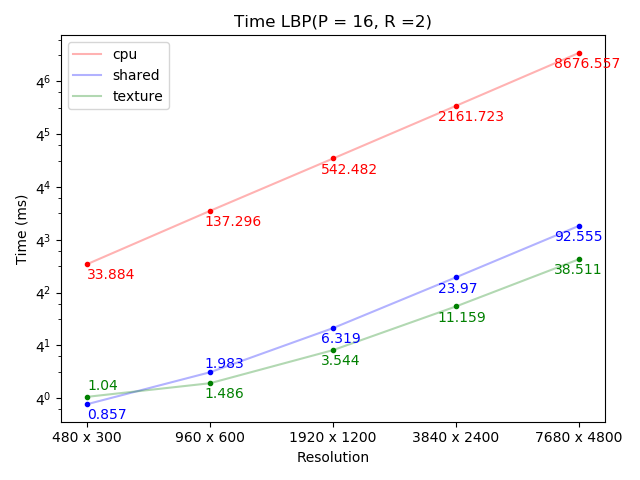 Time LBP(P = 16, R =2)
cpu
shared
texture
Time (ms)
4^6
4^5
4^4
4^3
4^2
4^1
4^0
33.884
137.296
542.482
2161.723
8676.557
0.857
1.983
6.319
23.97
92.555
1.04
1.486
3.544
11.159
38.511
480 x 300
960 x 600
1920 x 1200
3840 x 2400
7680 x 4800
Resolution